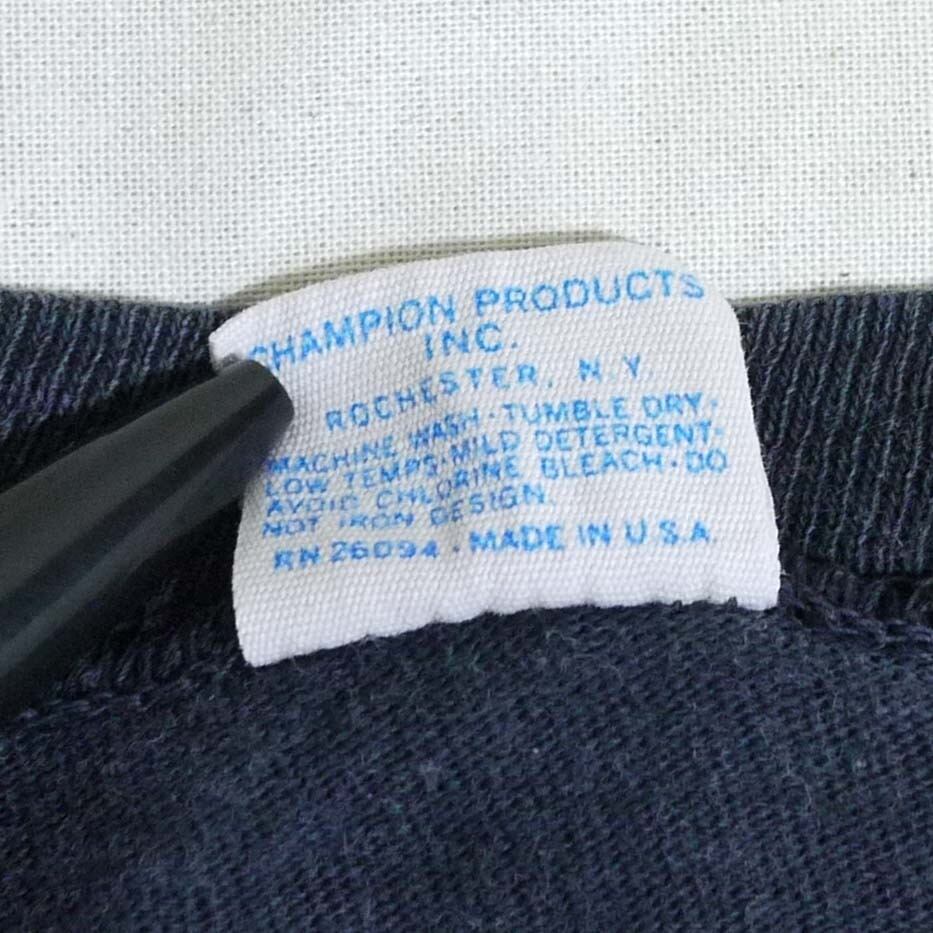 CHAMPION PRODUCTS
INC.
ROCHESTER, N.Y.
MACHINE WASH·TUMBLE DRY·
LOW TEMPS·MILD DETERGENT·
AVOID CHLORINE BLEACH·DO
NOT IRON DESIGN.
RN 26094·MADE IN U S A